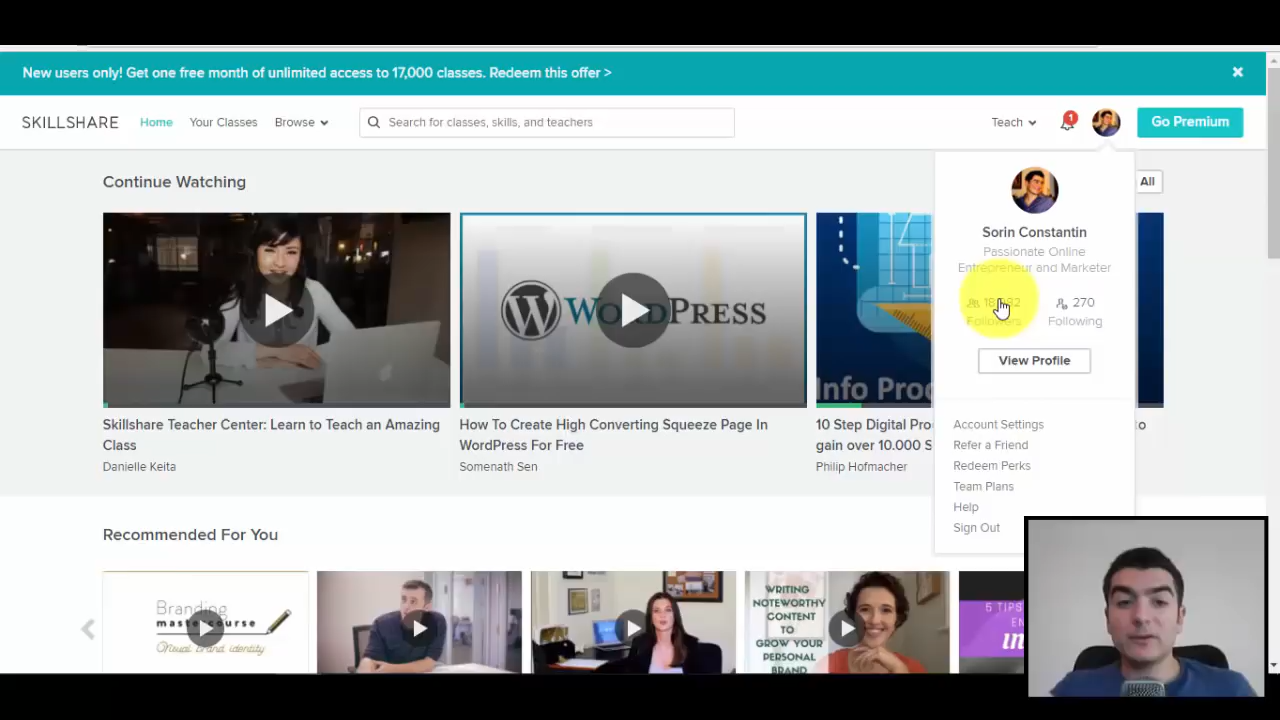 New users only! Get one free month of unlimited access to 17,000 classes. Redeem this offer >
SKILLSHARE
Home
Your Classes
Browse
Search for classes, skills, and teachers
Teach
1
Go Premium
Continue Watching
All
Sorin Constantin
Passionate Online
Entrepreneur and Marketer
270
Followers
Following
View Profile
WORDPRESS
Info Pro
Skillshare Teacher Center: Learn to Teach an Amazing
Class
Danielle Keita
How To Create High Converting Squeeze Page In
WordPress For Free
Somenath Sen
10 Step Digital Pro
gain over 10.000 S
Philip Hofmacher
Account Settings
Refer a Friend
Redeem Perks
Team Plans
Help
Sign Out
Recommended For You
Branding
Visual brand identity
WRITING
NOTEWORTHY
CONTENT
TO
GROW YOUR
PERSONAL
BRAND